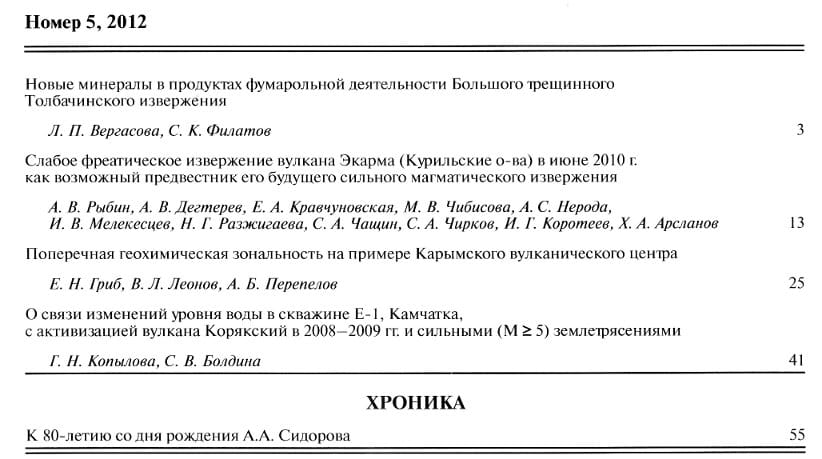 Номер 5, 2012
Новые минералы в продуктах фумарольной деятельности Большого трещинного
Толбачинского извержения
Л. П. Вергасова, С. К. Филатов 3
Слабое фреатическое извержение вулкана Экарма (Курильские о-ва) в июне 2010 г.
как возможный предвестник его будущего сильного магматического извержения
А. В. Рыбин, А. В. Дегтерев, Е. А. Кравчуновская, М. В. Чибисова, А. С. Нерода,
И. В. Мелекесцев, Н. Г. Разжигаева, С. А. Чащин, С. А. Чирков, И. Г. Коротеев, Х. А. Арсланов 13
Поперечная геохимическая зональность на примере Карымского вулканического центра
Е. Н. Гриб, В. Л. Леонов, А. Б. Перепелов 25
О связи изменений уровня воды в скважине Е-1, Камчатка,
с активизацией вулкана Корякский в 2008–2009 гг. и сильными (М ≥ 5) землетрясениями
Г. Н. Копылова, С. В. Болдина 41
ХРОНИКА
К 80-летию со дня рождения А.А. Сидорова 55